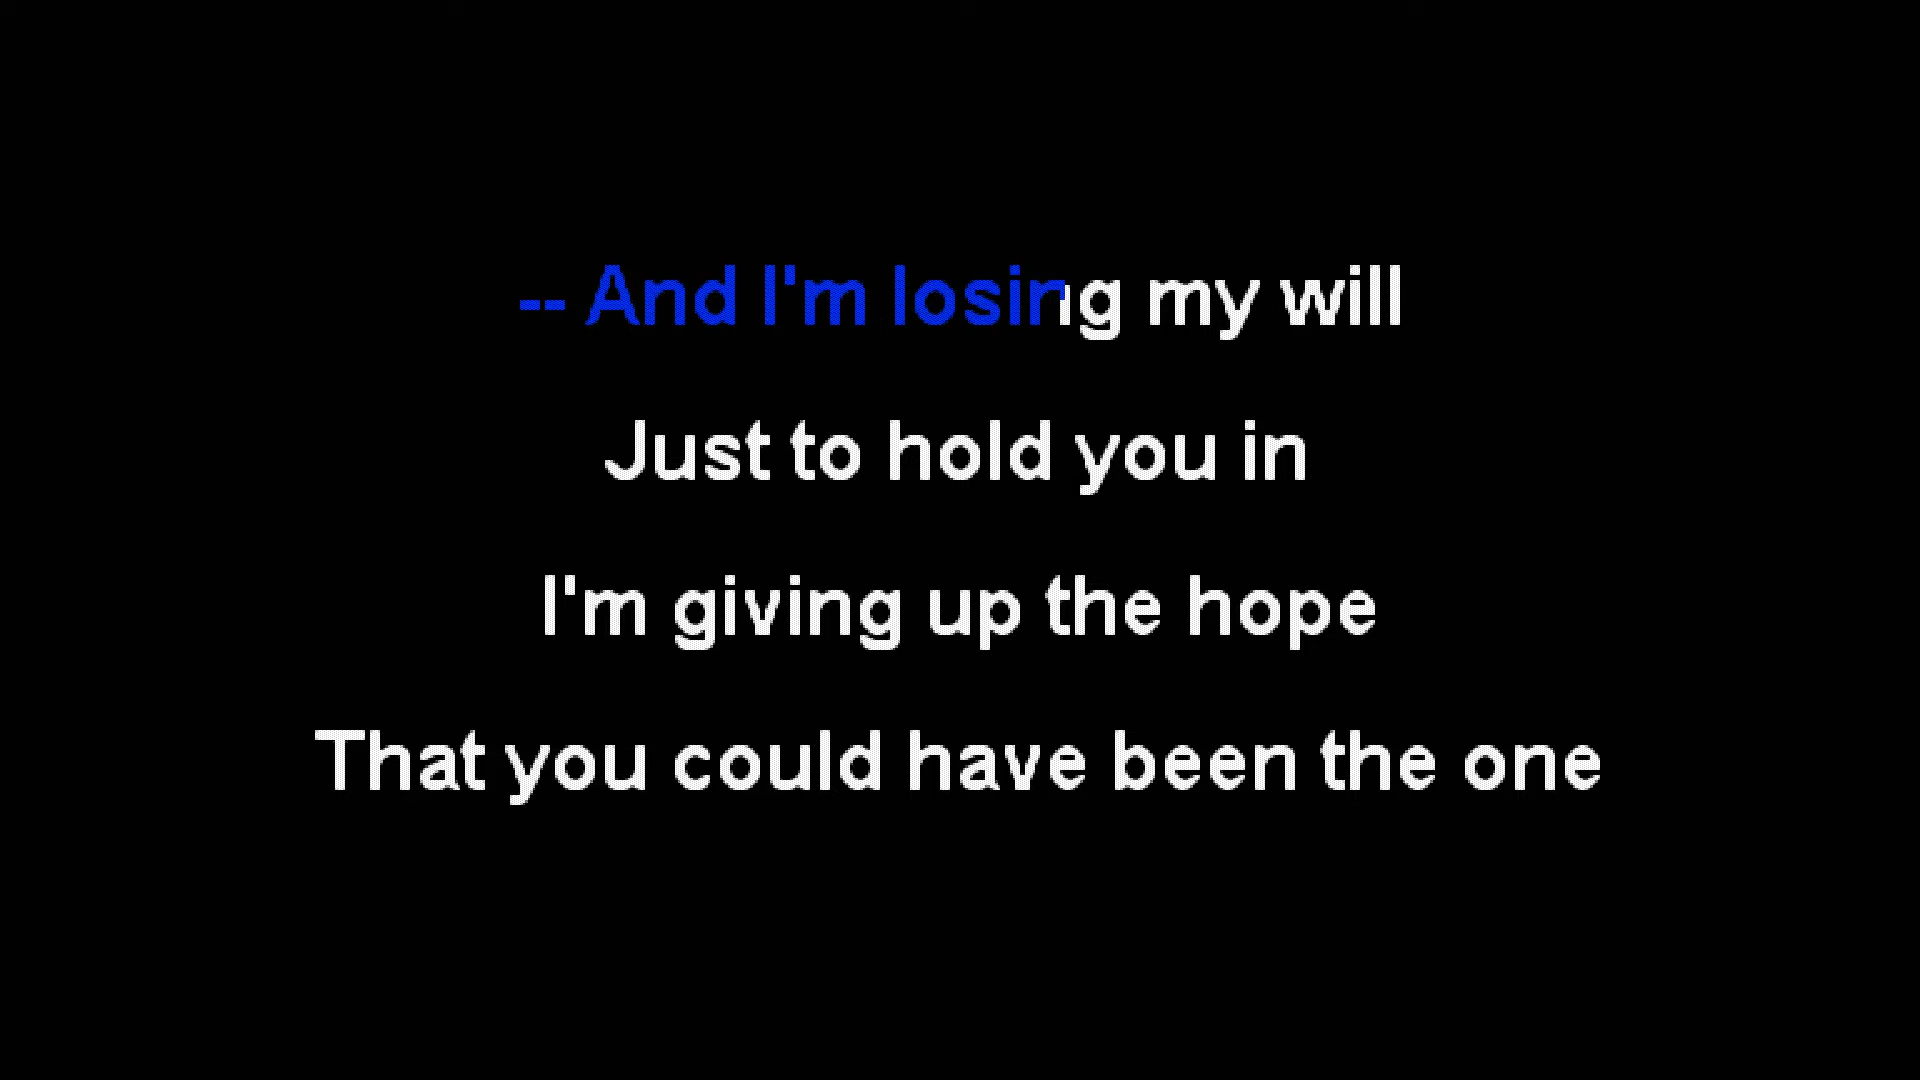 -- And I'm losing my will
Just to hold you in
I'm giving up the hope
That you could have been the one